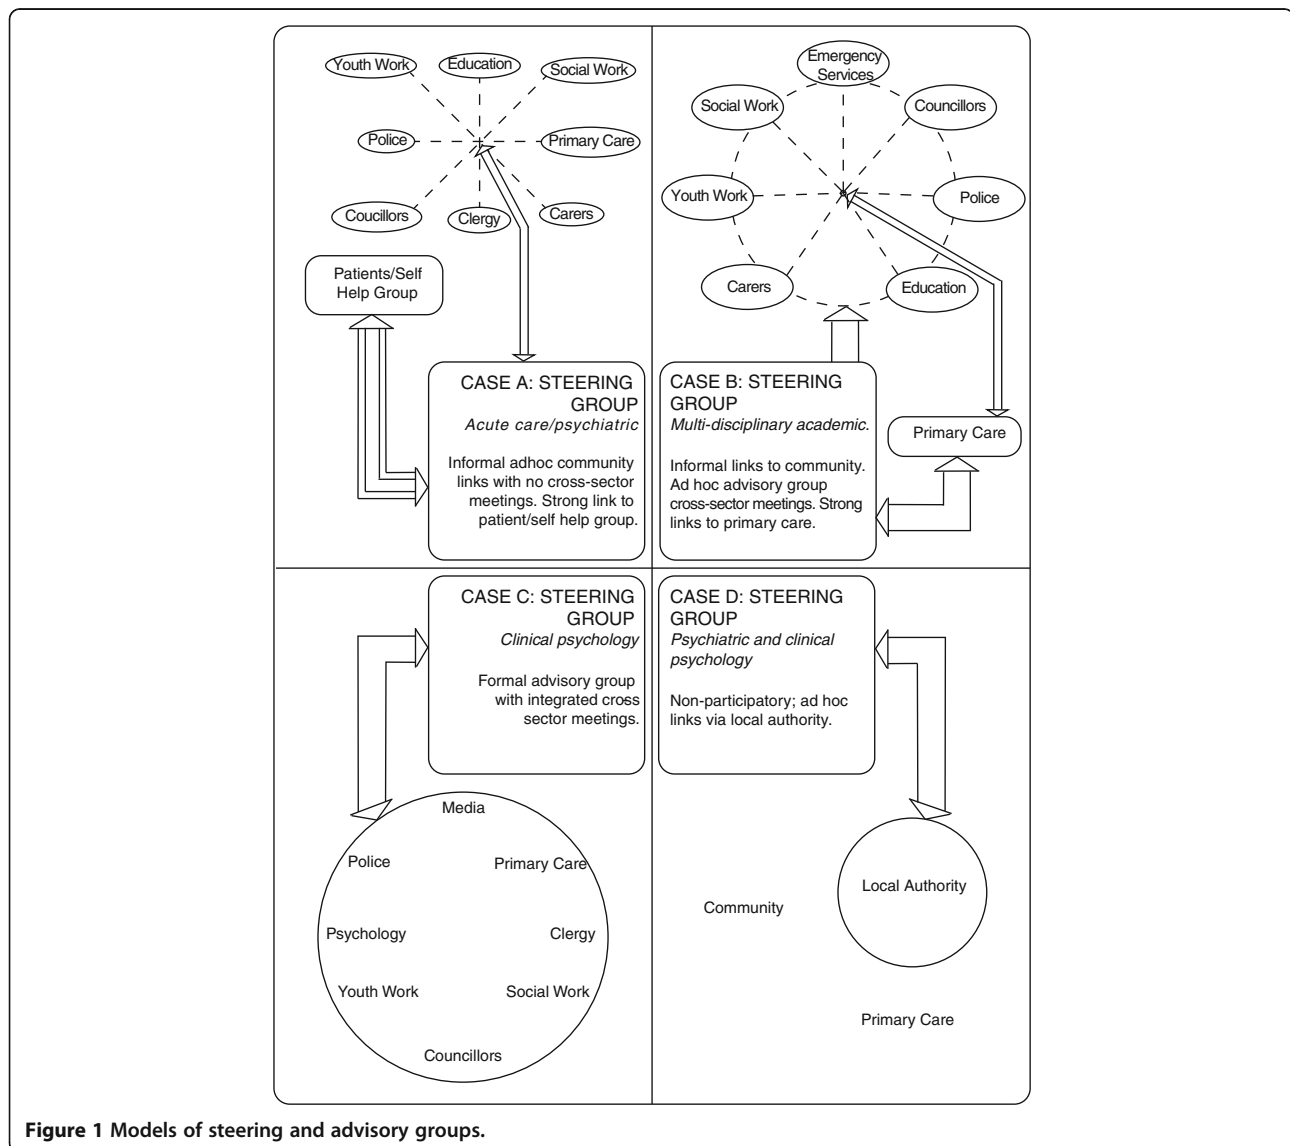 Youth Work
Education
Social Work
Police
Primary Care
Coucillors
Clergy
Carers
Patients/Self
Help Group
CASE A: STEERING
GROUP
Acute care/psychiatric
Informal adhoc community
links with no cross-sector
meetings. Strong link to
patient/self help group.
Emergency
Services
Social Work
Councillors
Youth Work
Police
Carers
Education
CASE B: STEERING
GROUP
Multi-disciplinary academic.
Informal links to community.
Ad hoc advisory group
cross-sector meetings. Strong
links to primary care.
Primary Care
CASE C: STEERING
GROUP
Clinical psychology
Formal advisory group
with integrated cross
sector meetings.
Media
Police
Primary Care
Psychology
Clergy
Youth Work
Social Work
Councillors
CASE D: STEERING
GROUP
Psychiatric and clinical
psychology
Non-participatory; ad hoc
links via local authority.
Local Authority
Community
Primary Care
Figure 1 Models of steering and advisory groups.